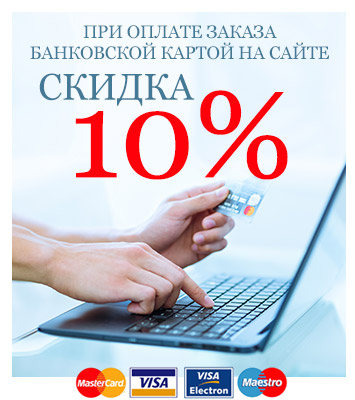 ПРИ ОПЛАТЕ ЗАКАЗА
БАНКОВСКОЙ КАРТОЙ НА САЙТЕ
СКИДКА
10%
MasterCard VISA VISA Electron Maestro